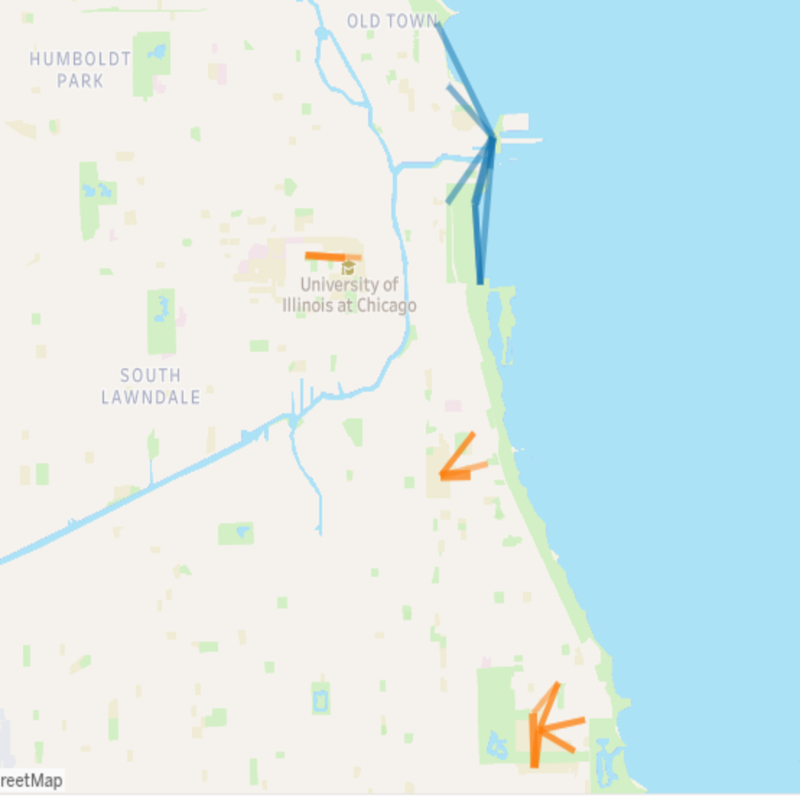 OLD TOWN
HUMBOLDT
PARK
University of
Illinois at Chicago
SOUTH
LAWNDALE
reetMap